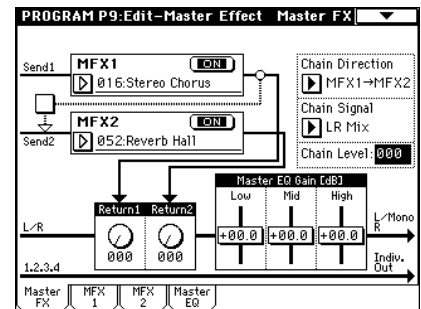 PROGRAM P9:Edit-Master Effect Master FX
Send1
MFX1 ON
016:Stereo Chorus
Chain Direction
MFX1→MFX2
Chain Signal
LR Mix
Chain Level: 000
MFX2 ON
052:Reverb Hall
Send2
Master EQ Gain [dB]
Low Mid High
Return1 Return2
L/R
+00.0 +00.0 +00.0
000 000
L/Mono
R
1.2.3.4
Indiv.
Out
Master FX
MFX 1
MFX 2
Master EQ